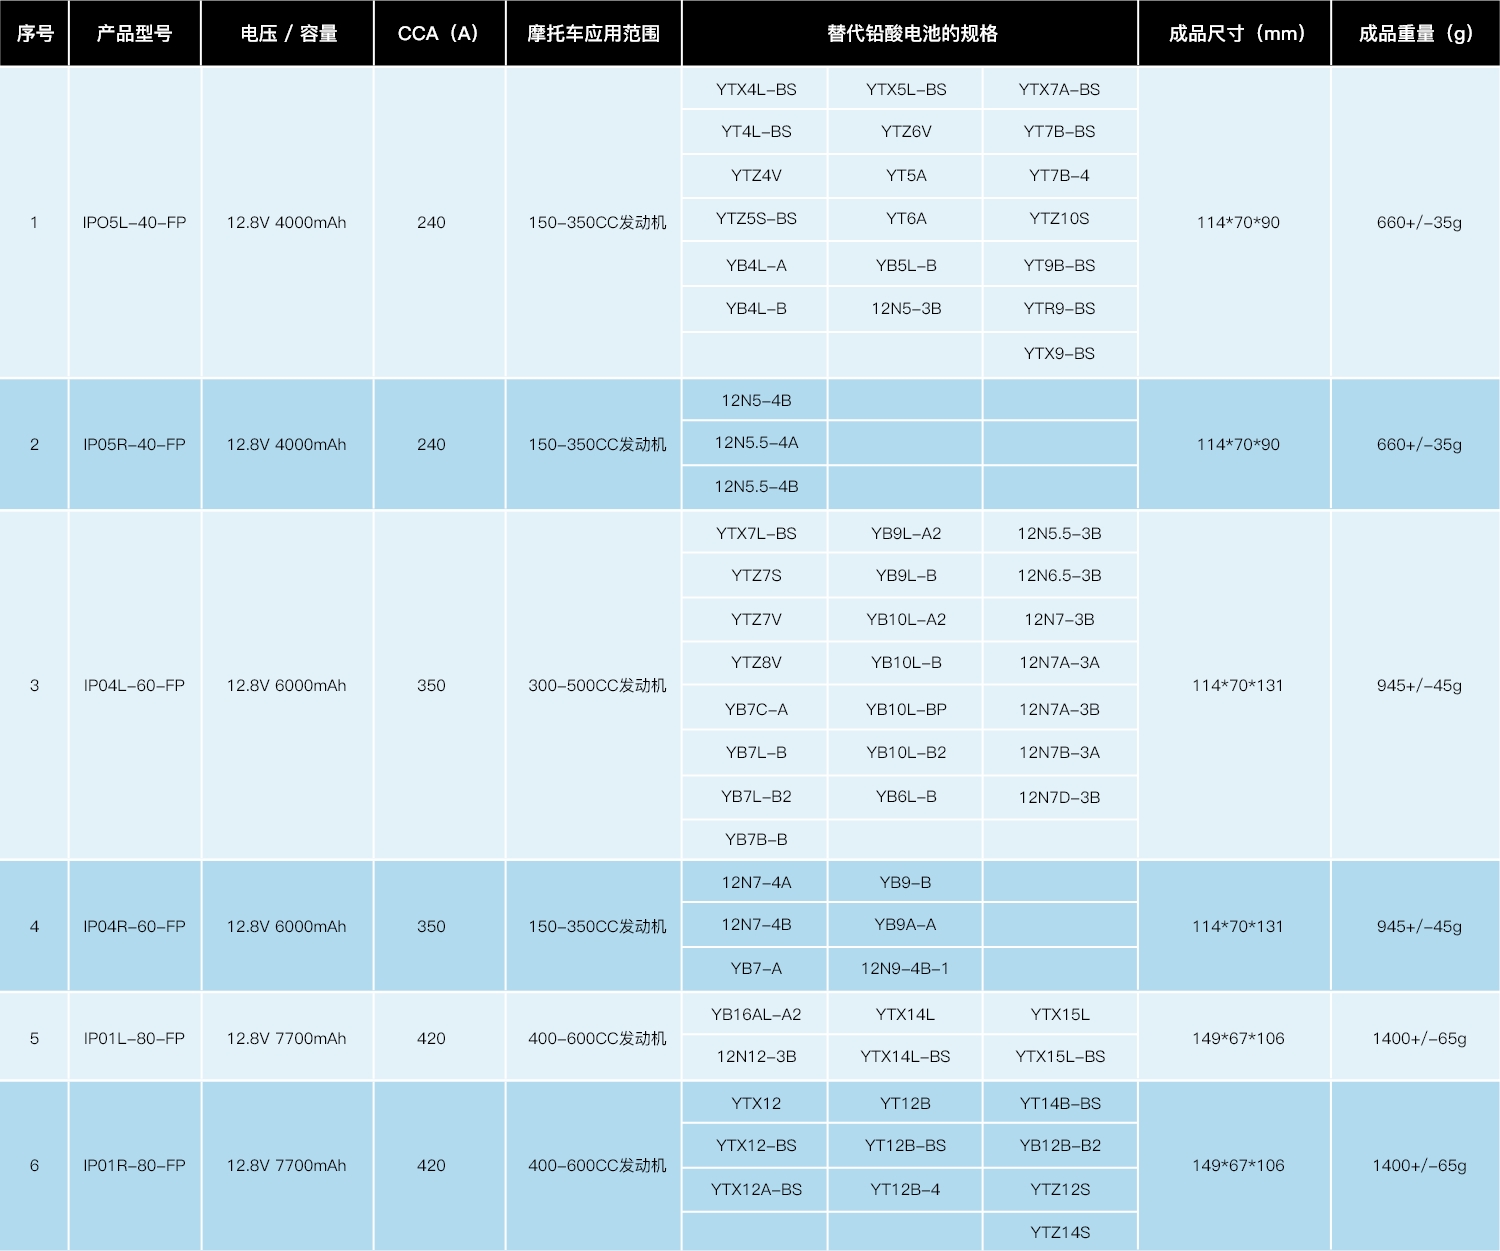 序号 产品型号 电压 / 容量 CCA（A） 摩托车应用范围 替代铅酸电池的规格 成品尺寸（mm） 成品重量（g）
YTX4L-BS YTX5L-BS YTX7A-BS
YT4L-BS YTZ6V YT7B-BS
YTZ4V YT5A YT7B-4
1 IPO5L-40-FP 12.8V 4000mAh 240 150-350CC发动机 YTZ5S-BS YT6A YTZ10S 114*70*90 660+/-35g
YB4L-A YB5L-B YT9B-BS
YB4L-B 12N5-3B YTR9-BS
YTX9-BS
12N5-4B
2 IP05R-40-FP 12.8V 4000mAh 240 150-350CC发动机 12N5.5-4A 114*70*90 660+/-35g
12N5.5-4B
YTX7L-BS YB9L-A2 12N5.5-3B
YTZ7S YB9L-B 12N6.5-3B
YTZ7V YB10L-A2 12N7-3B
YTZ8V YB10L-B 12N7A-3A
3 IP04L-60-FP 12.8V 6000mAh 350 300-500CC发动机 YB7C-A YB10L-BP 12N7A-3B 114*70*131 945+/-45g
YB7L-B YB10L-B2 12N7B-3A
YB7L-B2 YB6L-B 12N7D-3B
YB7B-B
12N7-4A YB9-B
4 IP04R-60-FP 12.8V 6000mAh 350 150-350CC发动机 12N7-4B YB9A-A 114*70*131 945+/-45g
YB7-A 12N9-4B-1
YB16AL-A2 YTX14L YTX15L
5 IP01L-80-FP 12.8V 7700mAh 420 400-600CC发动机 12N12-3B YTX14L-BS YTX15L-BS 149*67*106 1400+/-65g
YTX12 YT12B YT14B-BS
YTX12-BS YT12B-BS YB12B-B2
6 IP01R-80-FP 12.8V 7700mAh 420 400-600CC发动机 YTX12A-BS YT12B-4 YTZ12S 149*67*106 1400+/-65g
YTZ14S